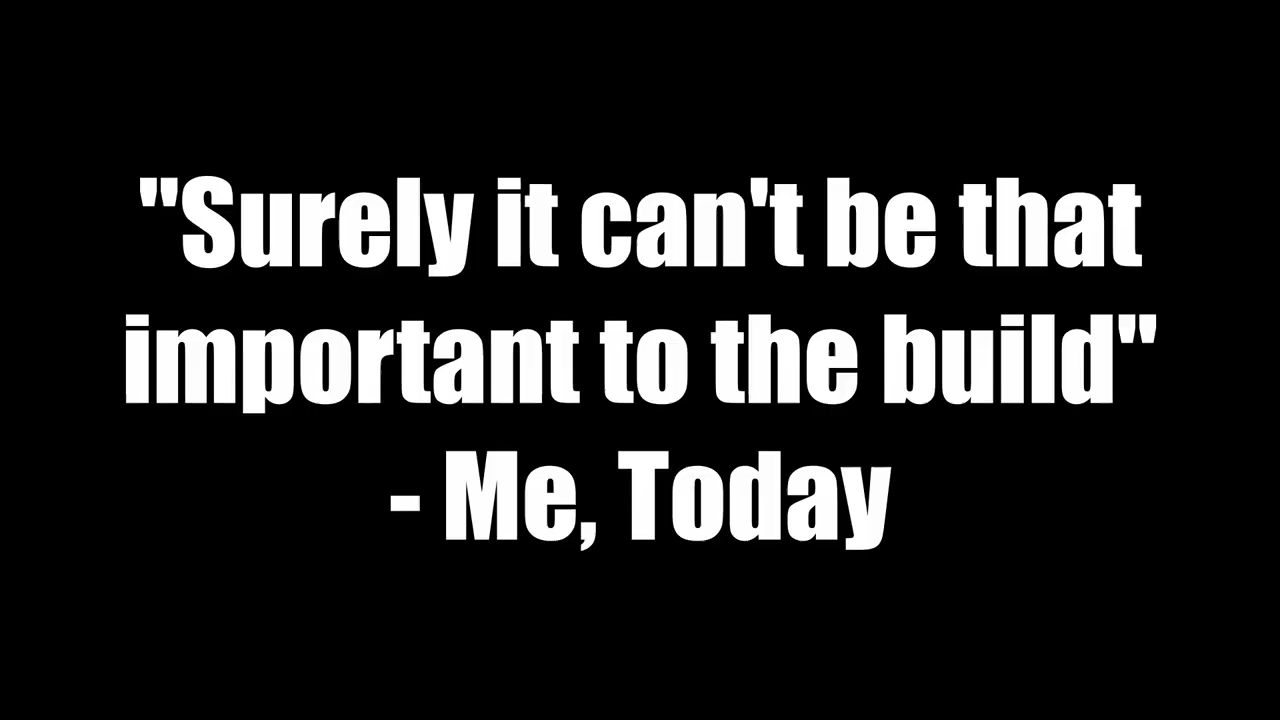 "Surely it can't be that
important to the build"
- Me, Today